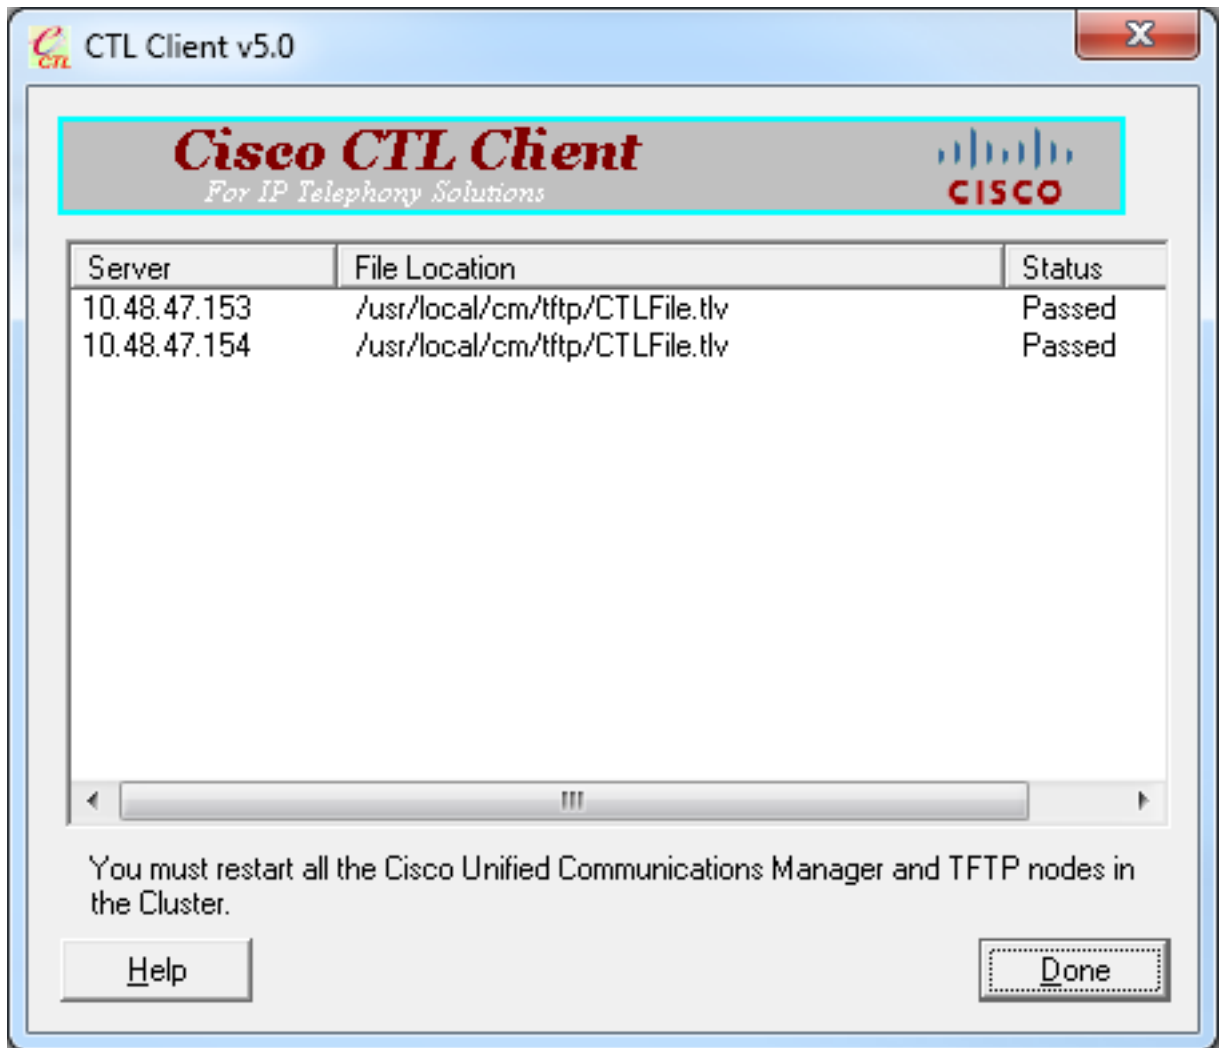 CTL Client v5.0
Cisco CTL Client
For IP Telephony Solutions
CISCO
Server File Location Status
10.48.47.153 /usr/local/cm/tftp/CTLFile.tlv Passed
10.48.47.154 /usr/local/cm/tftp/CTLFile.tlv Passed
You must restart all the Cisco Unified Communications Manager and TFTP nodes in
the Cluster.
Help Done